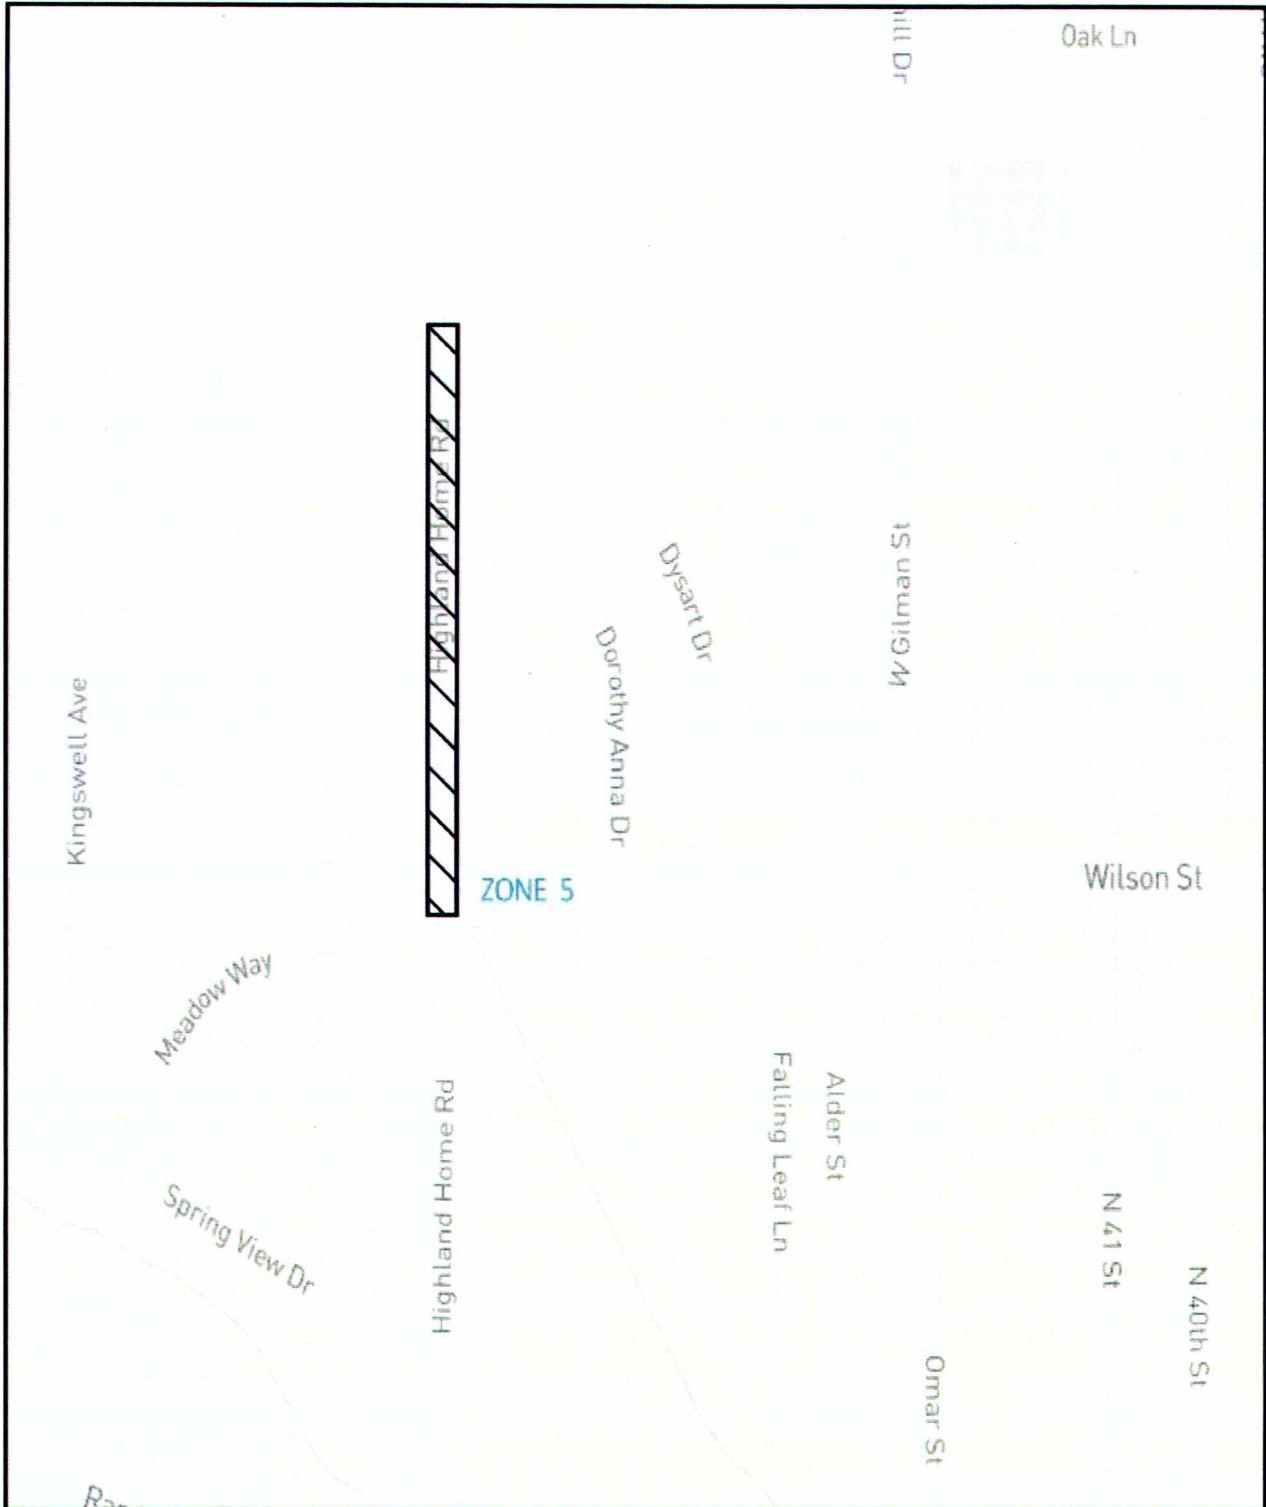 Oak Ln
Dr
Highland Home Rd
Dysart Dr
W Gilman St
Dorothy Anna Dr
Kingswell Ave
ZONE 5
Wilson St
Meadow Way
Falling Leaf Ln
Alder St
Highland Home Rd
Spring View Dr
N 41 St
N 40th St
Omar St